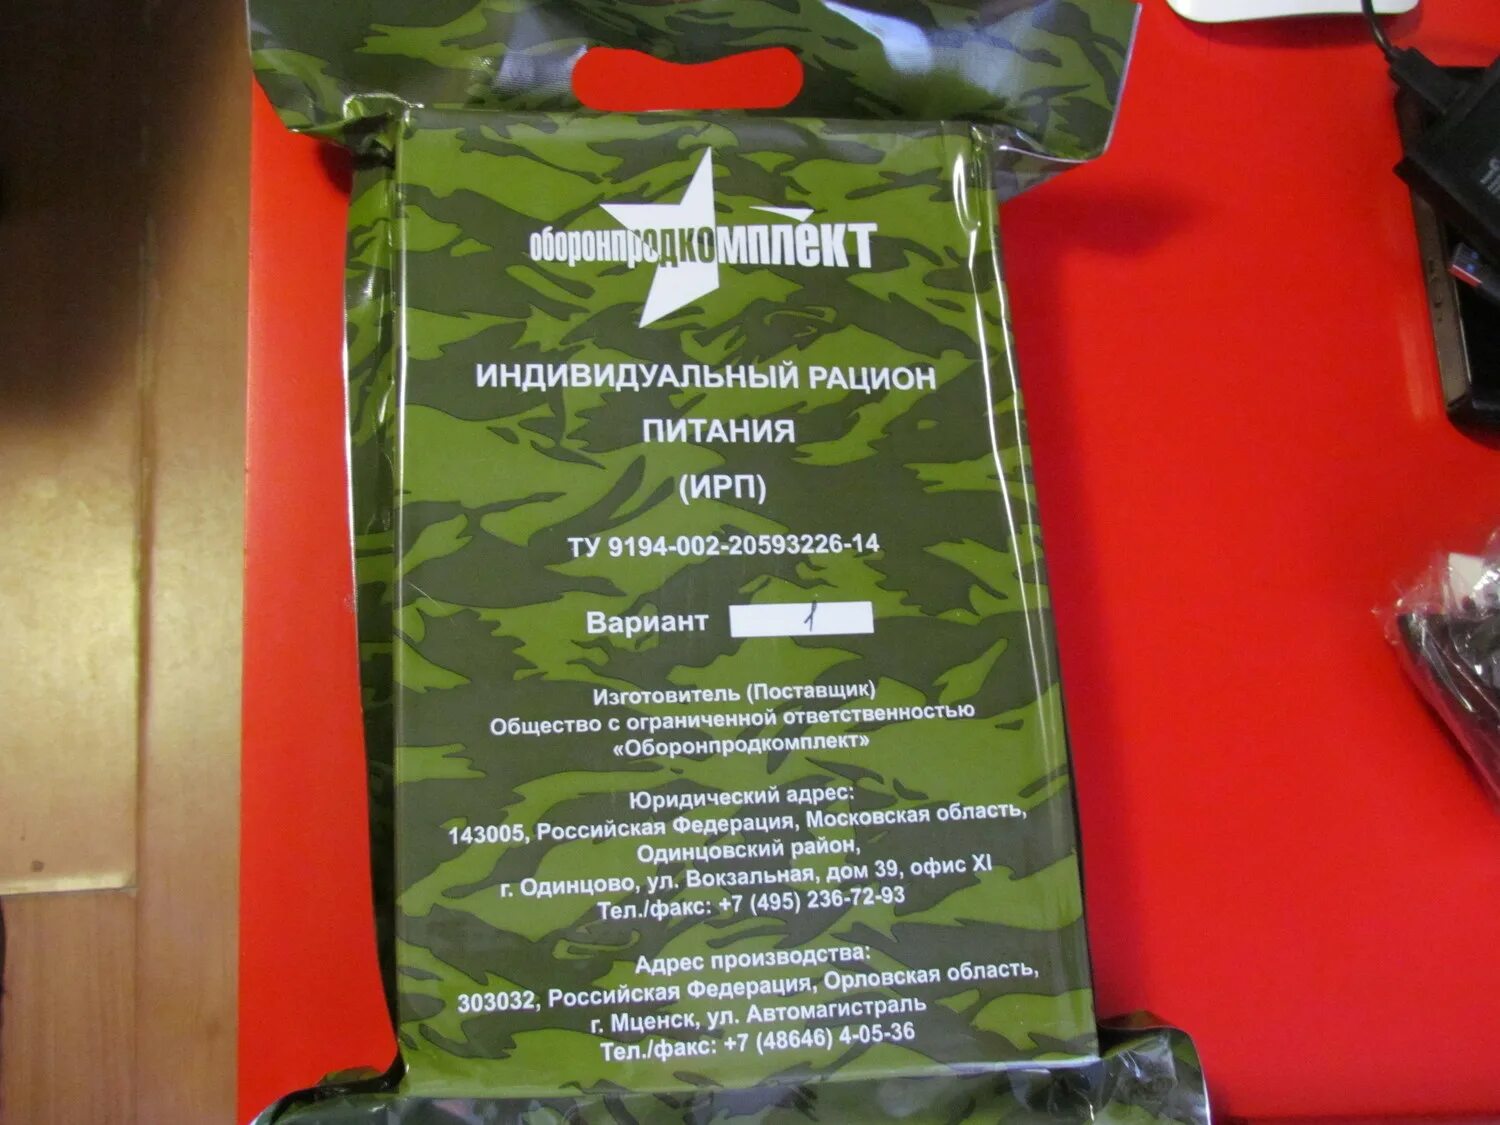 оборонпродкомплект
ИНДИВИДУАЛЬНЫЙ РАЦИОН
ПИТАНИЯ
(ИРП)
ТУ 9194-002-20593226-14
Вариант 1
Изготовитель (Поставщик)
Общество с ограниченной ответственностью
«Оборонпродкомплект»
Юридический адрес:
143005, Российская Федерация, Московская область,
Одинцовский район,
г. Одинцово, ул. Вокзальная, дом 39, офис XI
Тел./факс: +7 (495) 236-72-93
Адрес производства:
303032, Российская Федерация, Орловская область,
г. Мценск, ул. Автомагистраль
Тел./факс: +7 (48646) 4-05-36